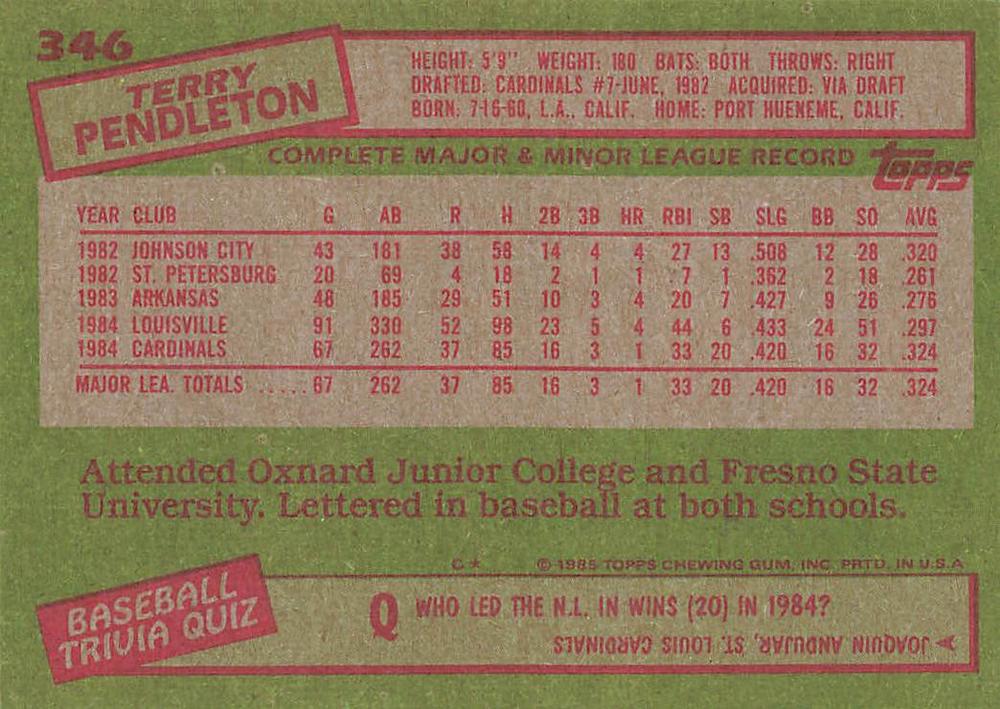 346
TERRY
PENDLETON
HEIGHT: 5'9" WEIGHT: 180 BATS: BOTH THROWS: RIGHT
DRAFTED: CARDINALS #7-JUNE, 1982 ACQUIRED: VIA DRAFT
BORN: 7-16-60, L.A., CALIF. HOME: PORT HUENEME, CALIF.
COMPLETE MAJOR & MINOR LEAGUE RECORD topps
YEAR CLUB G AB R H 2B 3B HR RBI SB SLG BB SO AVG
1982 JOHNSON CITY 43 181 38 58 14 4 4 27 13 .508 12 28 .320
1982 ST. PETERSBURG 20 69 4 18 2 1 1 7 1 .362 2 18 .261
1983 ARKANSAS 48 185 29 51 10 3 4 20 7 .427 9 26 .276
1984 LOUISVILLE 91 330 52 98 23 5 4 44 6 .433 24 51 .297
1984 CARDINALS 67 262 37 85 16 3 1 33 20 .420 16 32 .324
MAJOR LEA. TOTALS ..... 67 262 37 85 16 3 1 33 20 .420 16 32 .324
Attended Oxnard Junior College and Fresno State
University. Lettered in baseball at both schools.
C* © 1985 TOPPS CHEWING GUM, INC. PRTD. IN U.S.A
BASEBALL
TRIVIA QUIZ
Q WHO LED THE N.L. IN WINS (20) IN 1984?
A JOAQUIN ANDUJAR, ST. LOUIS CARDINALS